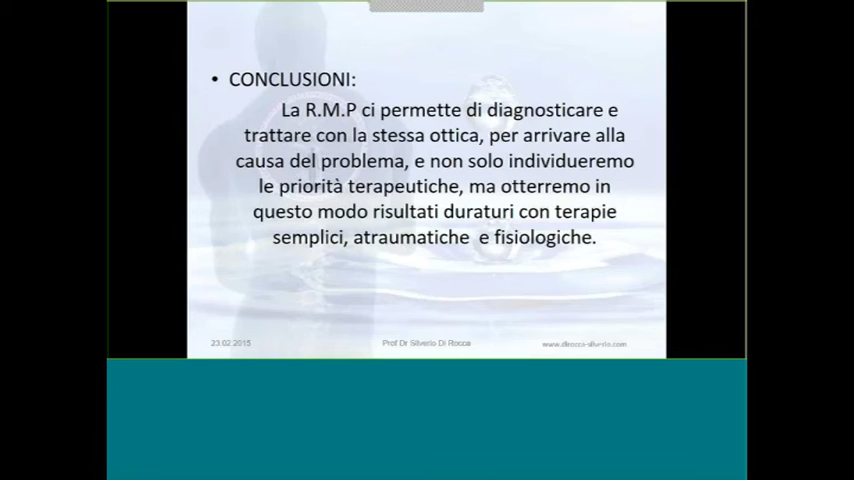 • CONCLUSIONI:
La R.M.P ci permette di diagnosticare e
trattare con la stessa ottica, per arrivare alla
causa del problema, e non solo individueremo
le priorità terapeutiche, ma otterremo in
questo modo risultati duraturi con terapie
semplici, atraumatiche e fisiologiche.
23.02.2015 Prof Dr Silverio Di Rocca www.dirocca-silverio.com